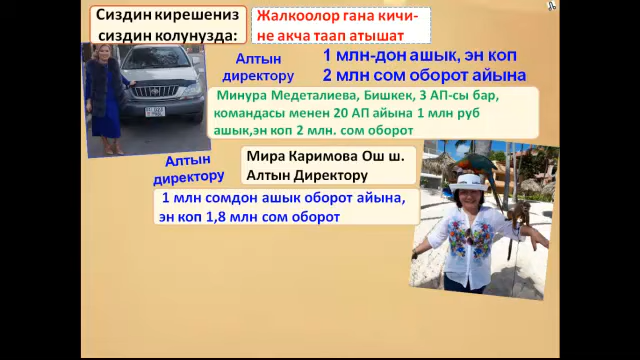 Сиздин кирешениз
сиздин колунузда:
Жалкоолор гана кичи-
не акча таап атышат
Алтын
директору
1 млн-дон ашык, эн коп
2 млн сом оборот айына
Минура Медеталиева, Бишкек, 3 АП-сы бар,
командасы менен 20 АП айына 1 млн руб
ашык,эн коп 2 млн. сом оборот
Алтын
директору
Мира Каримова Ош ш.
Алтын Директору
1 млн сомдон ашык оборот айына,
эн коп 1,8 млн сом оборот